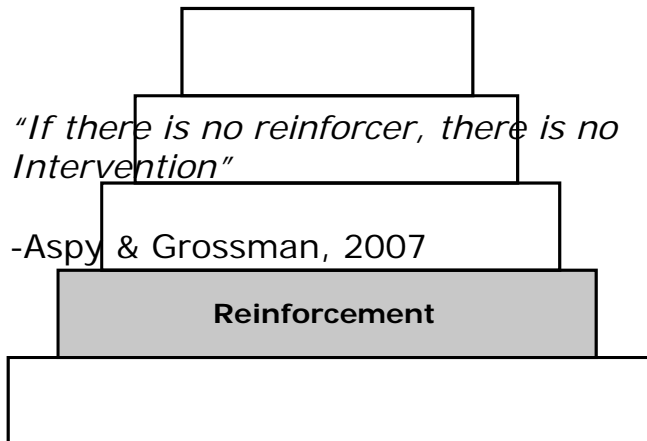 “If there is no reinforcer, there is no
Intervention”
-Aspy & Grossman, 2007
Reinforcement